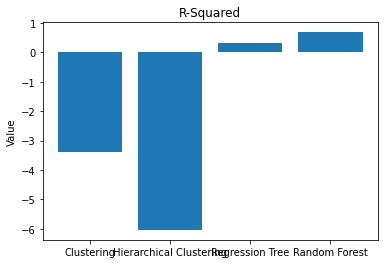 R-Squared
Value
1
0
−1
−2
−3
−4
−5
−6
Clustering
Hierarchical Clustering
Regression Tree
Random Forest